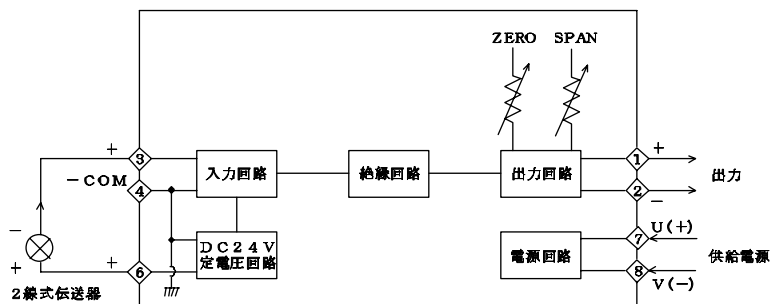 ZERO SPAN
+ ③ 入力回路 絶縁回路 出力回路 ① +
−COM ④ ② −
出力
− DC24V
定電圧回路
電源回路 ⑦ U(+)
供給電源
+ + ⑥ ⑧ V(−)
2線式伝送器